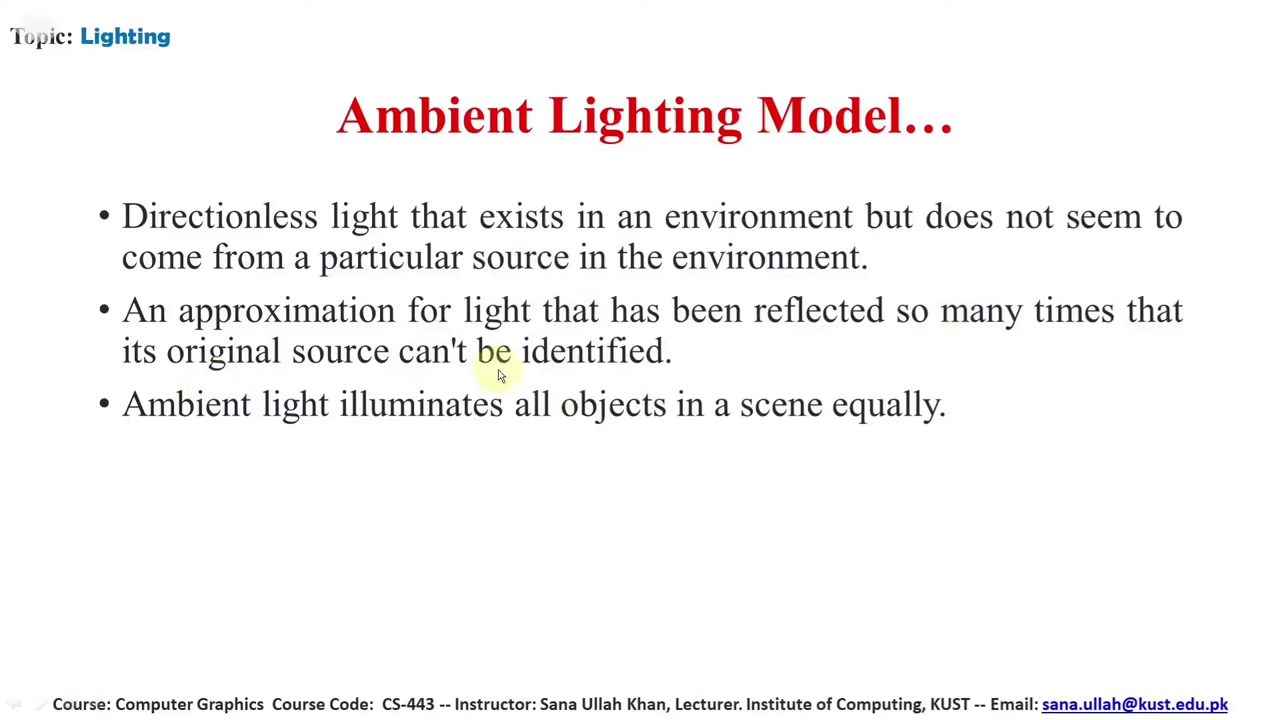 Topic: Lighting
Ambient Lighting Model…
• Directionless light that exists in an environment but does not seem to
come from a particular source in the environment.
• An approximation for light that has been reflected so many times that
its original source can't be identified.
• Ambient light illuminates all objects in a scene equally.
Course: Computer Graphics Course Code: CS-443 -- Instructor: Sana Ullah Khan, Lecturer. Institute of Computing, KUST -- Email: sana.ullah@kust.edu.pk